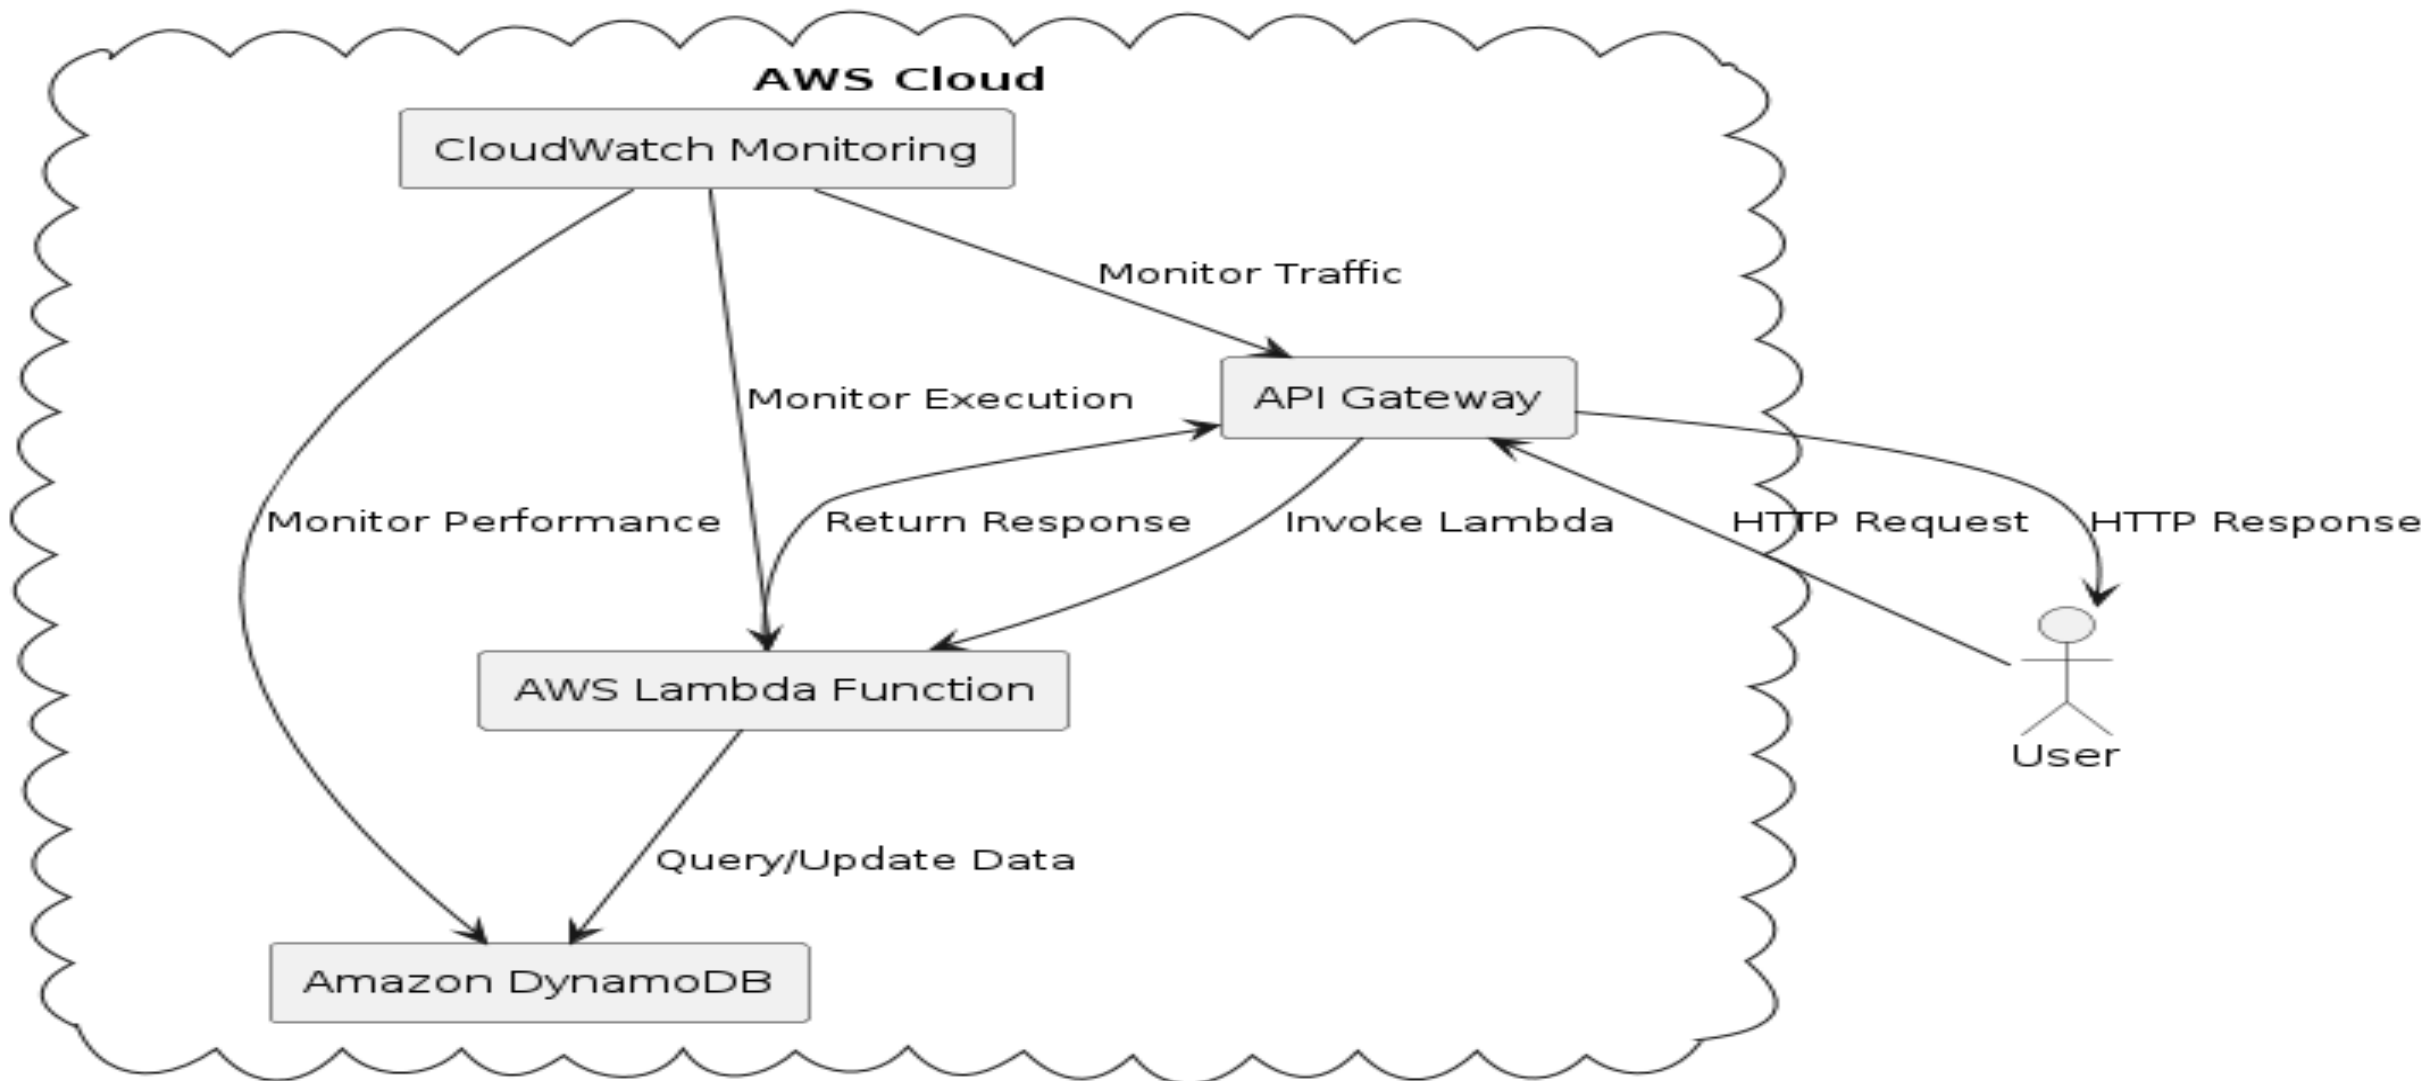 AWS Cloud
CloudWatch Monitoring
Monitor Traffic
Monitor Execution
API Gateway
Monitor Performance
Return Response
Invoke Lambda
HTTP Request
HTTP Response
AWS Lambda Function
User
Query/Update Data
Amazon DynamoDB